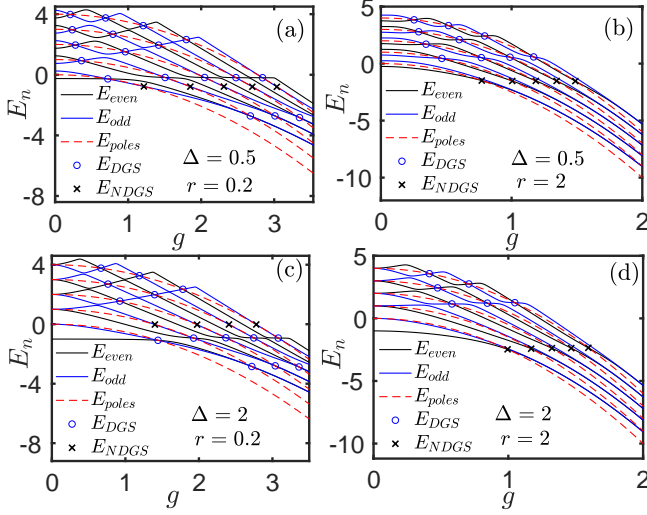 (a)
4
0
-4
-8
E_n
E_even
E_odd
E_poles
E_DGS
E_NDGS
Δ = 0.5
r = 0.2
0 1 2 3
g
(b)
5
0
-5
-10
E_n
E_even
E_odd
E_poles
E_DGS
E_NDGS
Δ = 0.5
r = 2
0 1 2
g
(c)
4
0
-4
-8
E_n
E_even
E_odd
E_poles
E_DGS
E_NDGS
Δ = 2
r = 0.2
0 1 2 3
g
(d)
5
0
-5
-10
E_n
E_even
E_odd
E_poles
E_DGS
E_NDGS
Δ = 2
r = 2
0 1 2
g